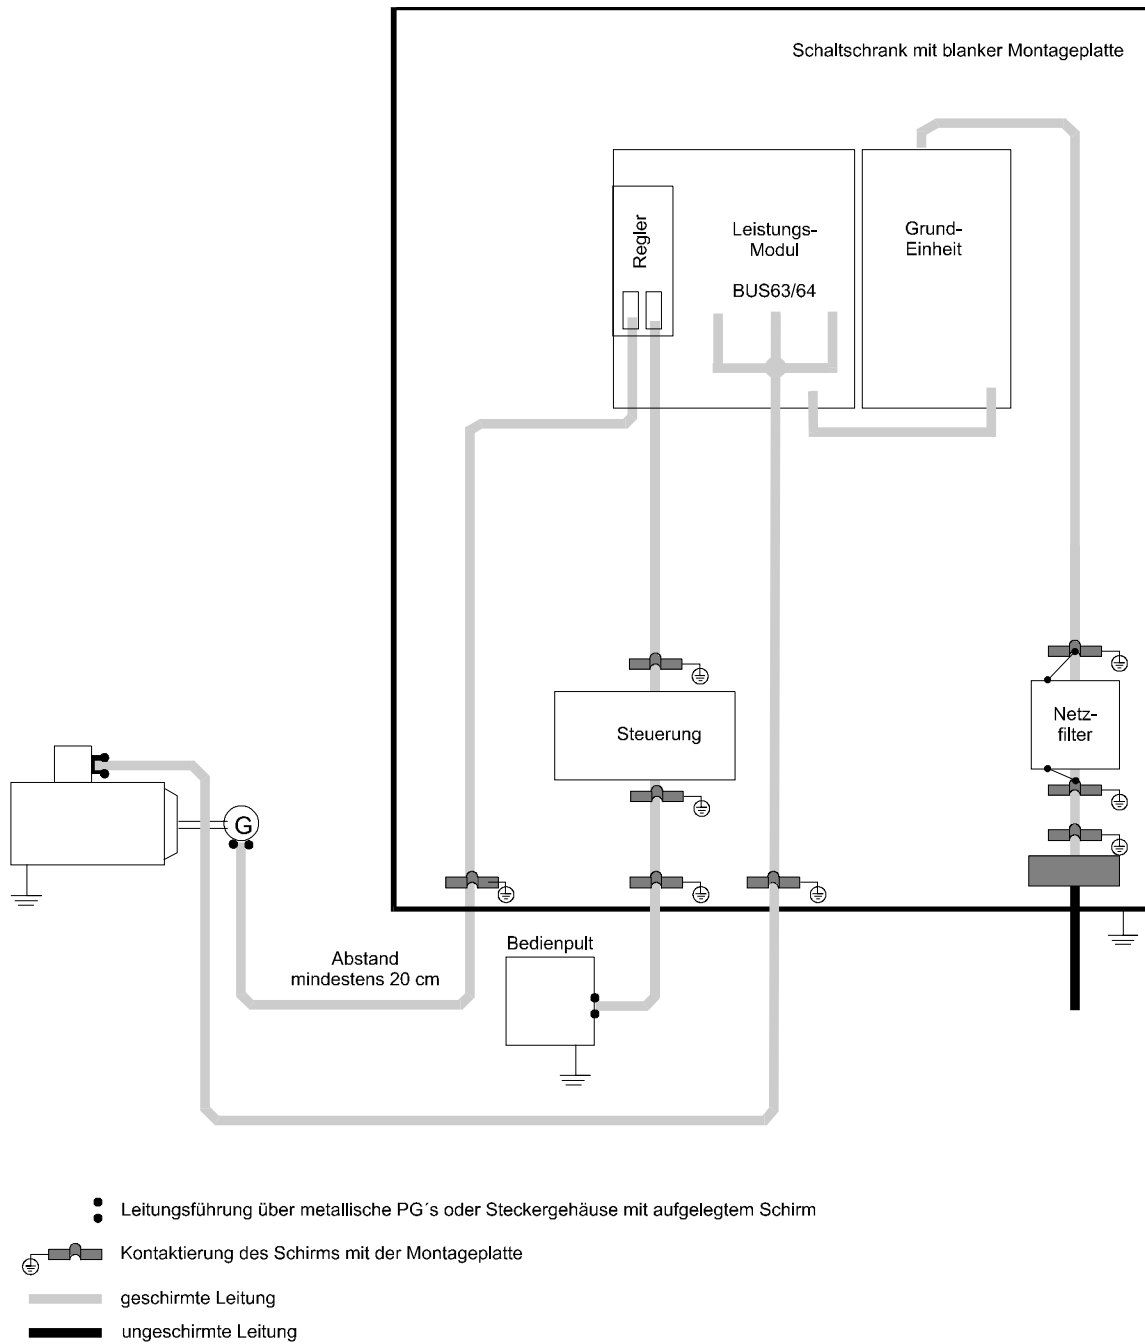 Schaltschrank mit blanker Montageplatte
Regler
Leistungs-
Modul
BUS63/64
Grund-
Einheit
Steuerung
Netz-
filter
G
Bedienpult
Abstand
mindestens 20 cm
Leitungsführung über metallische PG´s oder Steckergehäuse mit aufgelegtem Schirm
Kontaktierung des Schirms mit der Montageplatte
geschirmte Leitung
ungeschirmte Leitung